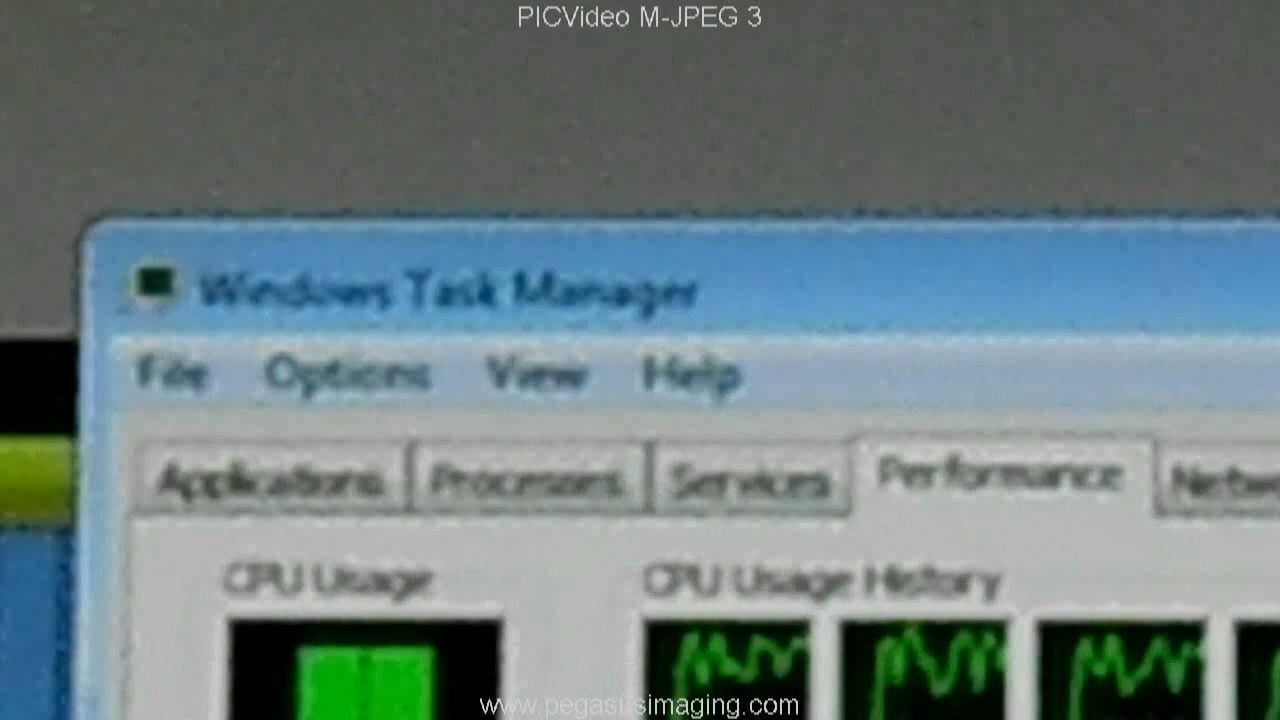 PICVideo M-JPEG 3
Windows Task Manager
File Options View Help
Applications Processes Services Performance
CPU Usage CPU Usage History
www.pegasusimaging.com